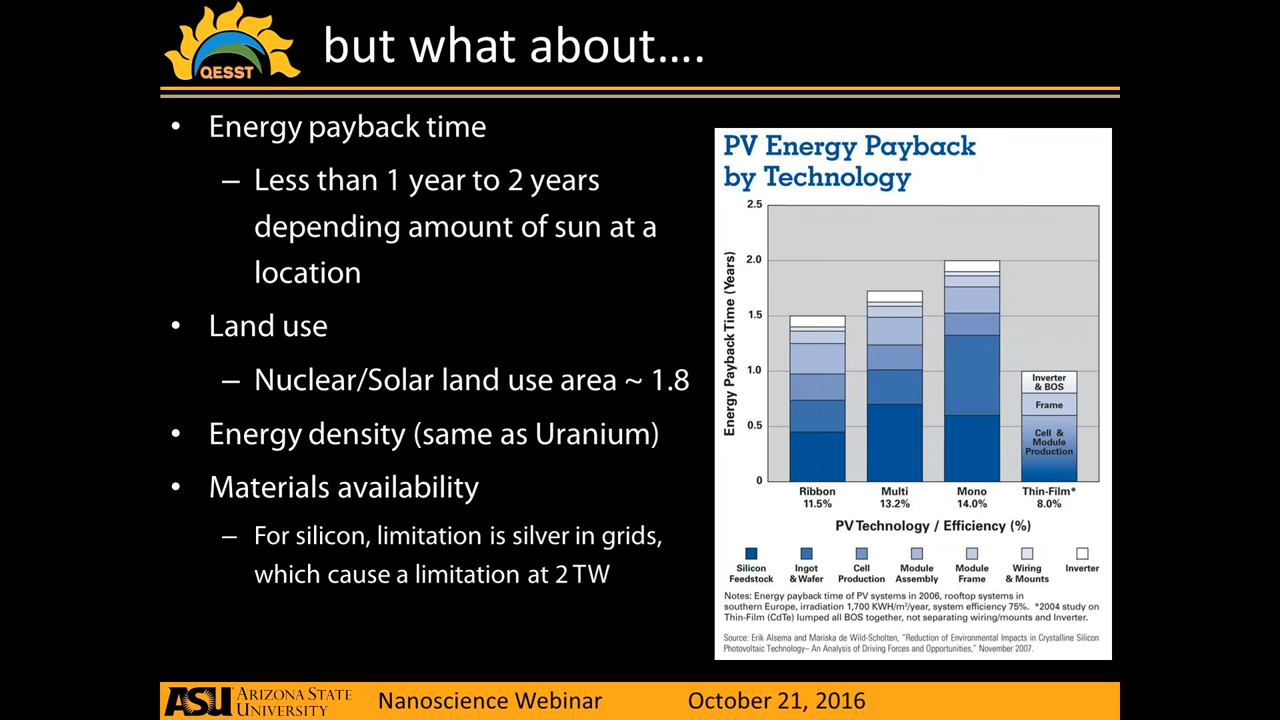 QESST
but what about….
• Energy payback time
– Less than 1 year to 2 years
depending amount of sun at a
location
• Land use
– Nuclear/Solar land use area ~ 1.8
• Energy density (same as Uranium)
• Materials availability
– For silicon, limitation is silver in grids,
which cause a limitation at 2 TW
PV Energy Payback
by Technology
Energy Payback Time (Years)
2.5
2.0
1.5
1.0
0.5
0
Inverter
& BOS
Frame
Cell &
Module
Production
Ribbon Multi Mono Thin-Film*
11.5% 13.2% 14.0% 8.0%
PV Technology / Efficiency (%)
Silicon Ingot Cell Module Module Wiring Inverter
Feedstock & Wafer Production Assembly Frame & Mounts
Notes: Energy payback time of PV systems in 2006, rooftop systems in
southern Europe, irradiation 1,700 KWH/m²/year, system efficiency 75%. *2004 study on
Thin-Film (CdTe) lumped all BOS together, not separating wiring/mounts and Inverter.
Source: Erik Alsema and Mariska de Wild-Scholten, "Reduction of Environmental Impacts in Crystalline Silicon
Photovoltaic Technology– An Analysis of Driving Forces and Opportunities," November 2007.
ASU ARIZONA STATE
UNIVERSITY
Nanoscience Webinar October 21, 2016